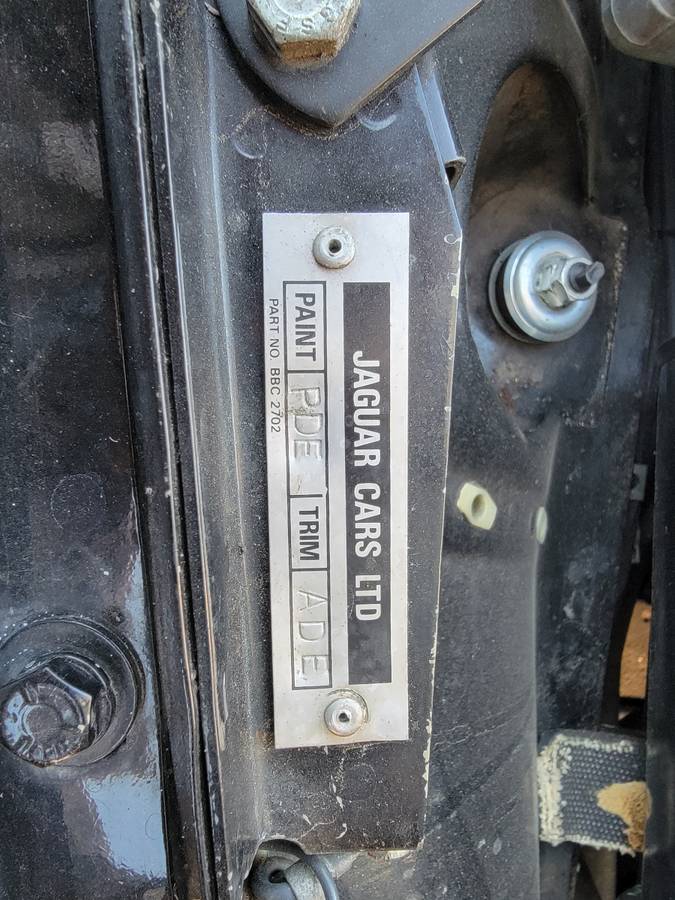 JAGUAR CARS LTD
PAINT PDE TRIM ADE
PART NO. BBC 2702